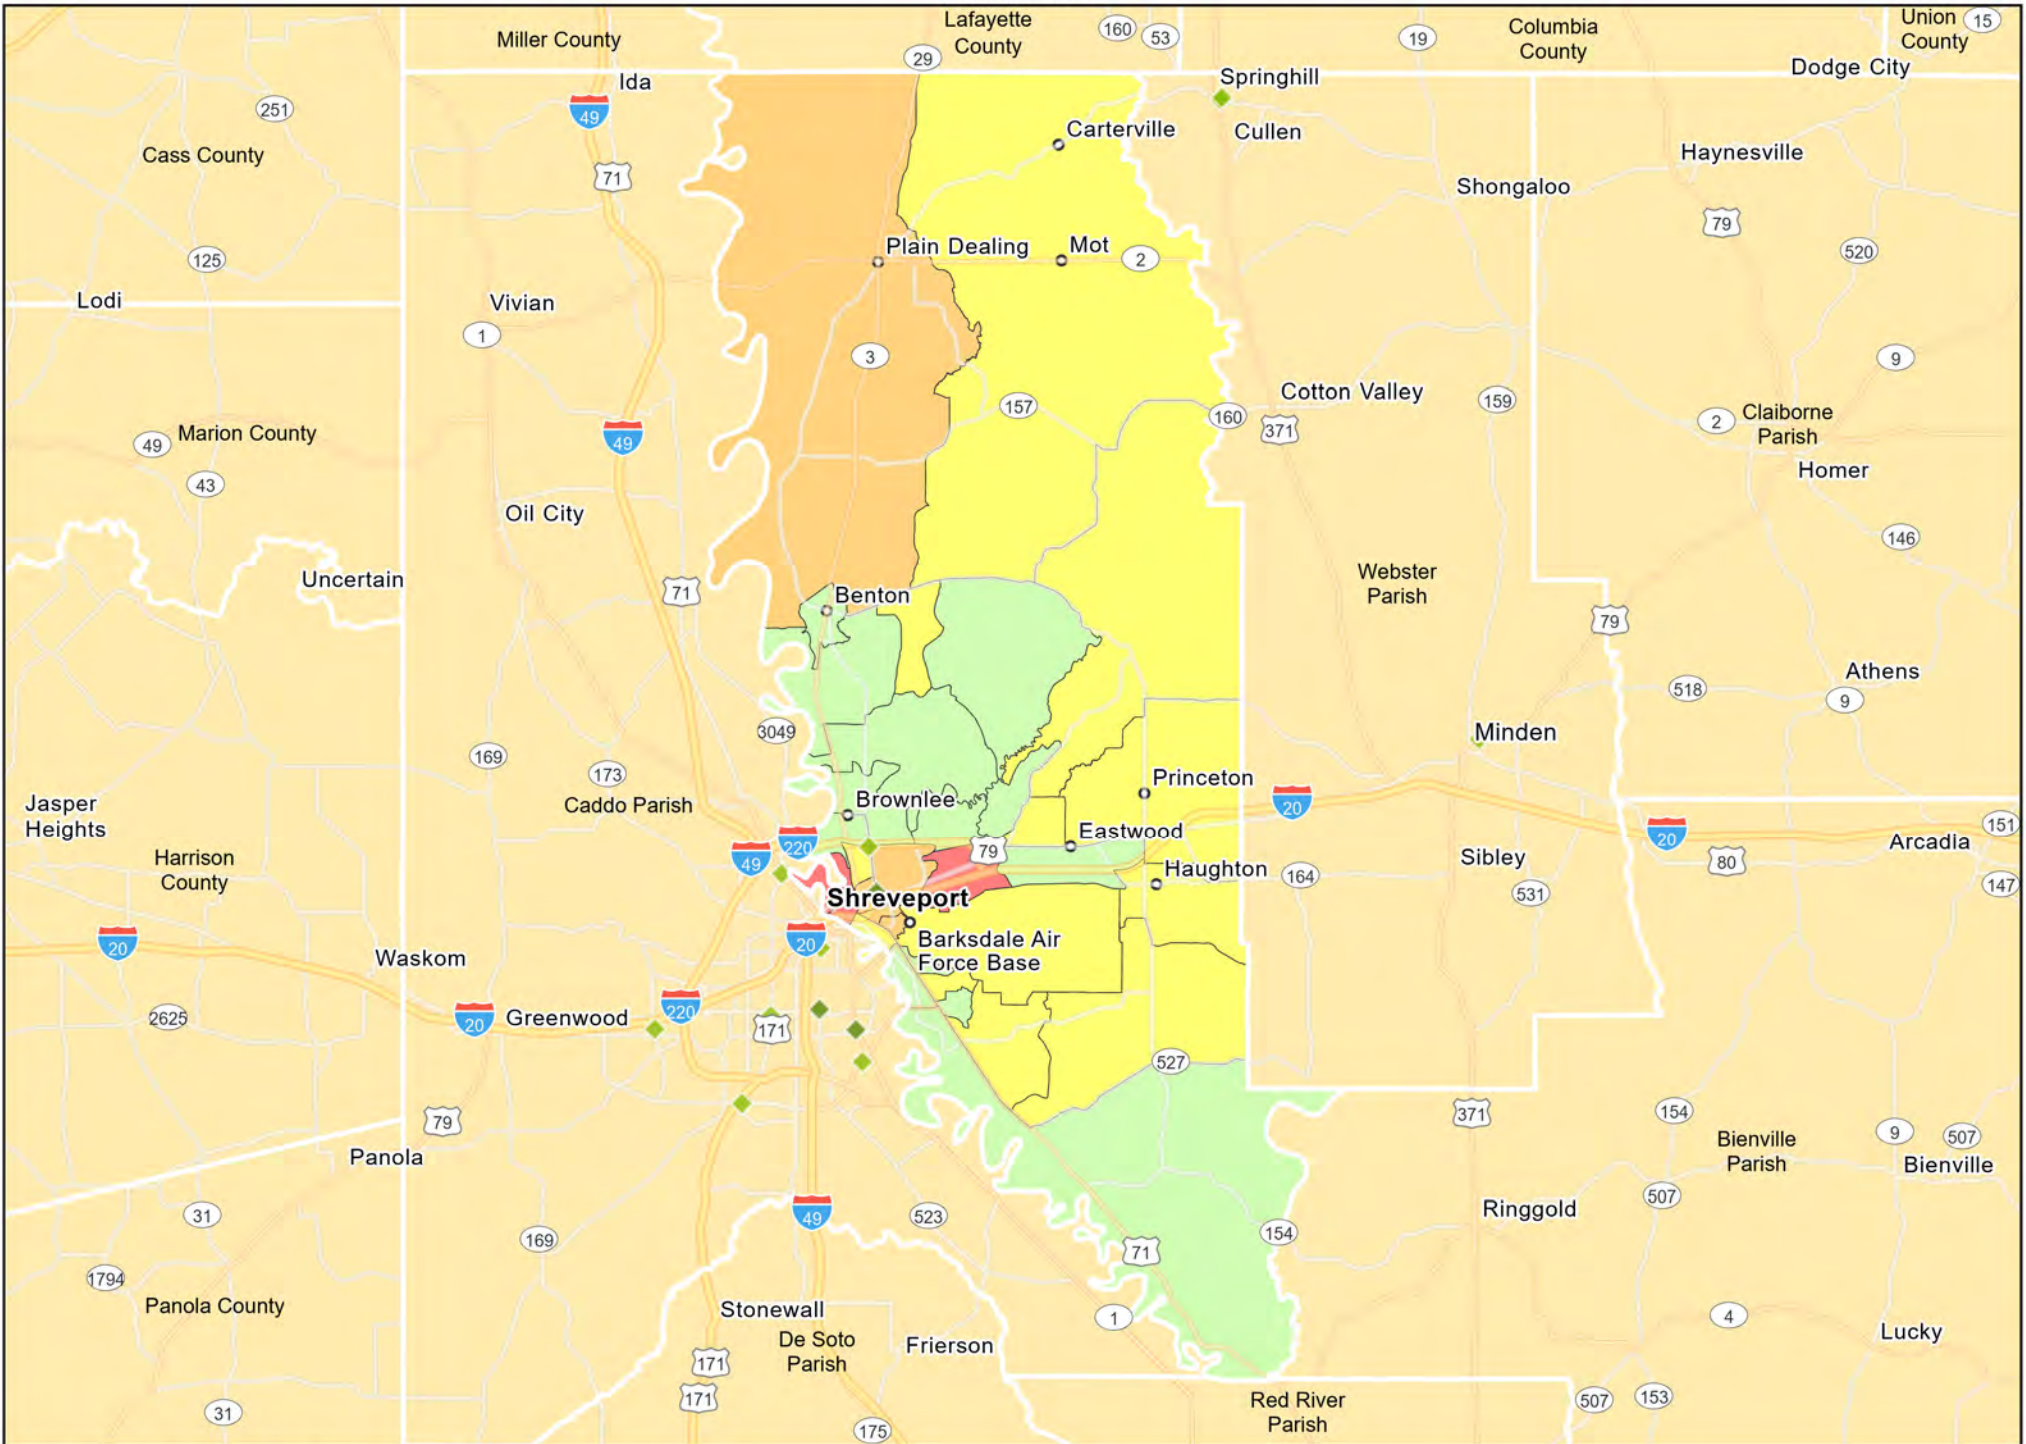 Miller County
Lafayette
County
160
53
19
Columbia
County
Union
County
15
29
Ida
Springhill
Dodge City
49
251
Carterville
Cullen
Cass County
Haynesville
71
Shongaloo
79
Plain Dealing
Mot
2
125
520
Lodi
Vivian
1
3
9
Cotton Valley
159
157
160
371
2
Claiborne
Parish
49
Marion County
49
Homer
43
Oil City
146
Uncertain
71
Webster
Parish
Benton
79
Athens
518
9
3049
Minden
169
173
Princeton
Jasper
Heights
Caddo Parish
Brownlee
20
151
220
Eastwood
20
Arcadia
49
79
Harrison
County
Sibley
80
Haughton
164
147
Shreveport
531
20
20
Barksdale Air
Force Base
Waskom
220
2625
20
Greenwood
171
527
79
371
154
9
507
Panola
Bienville
Parish
Bienville
507
31
49
523
Ringgold
169
154
71
1794
Panola County
Stonewall
1
4
De Soto
Parish
Frierson
Lucky
171
171
31
175
Red River
Parish
507
153